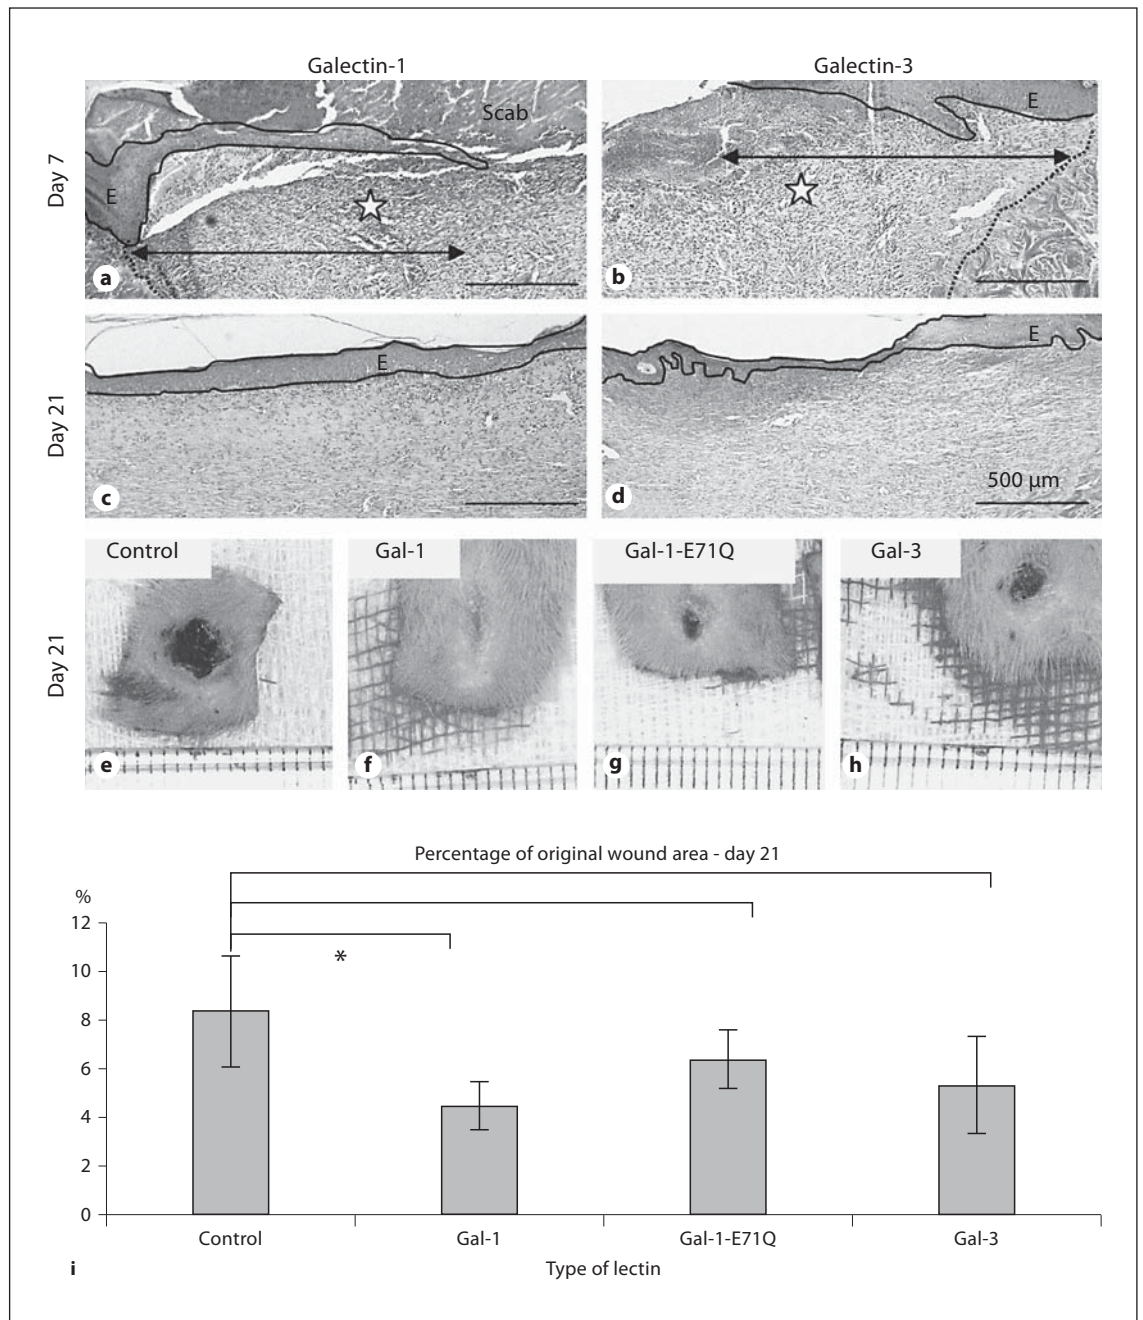 Galectin-1
Galectin-3
Day 7
Scab
E
a
E
b
Day 21
E
c
E
500 µm
d
Day 21
Control
e
Gal-1
f
Gal-1-E71Q
g
Gal-3
h
Percentage of original wound area - day 21
%
12
10
8
6
4
2
0
*
Control
Gal-1
Gal-1-E71Q
Gal-3
i
Type of lectin